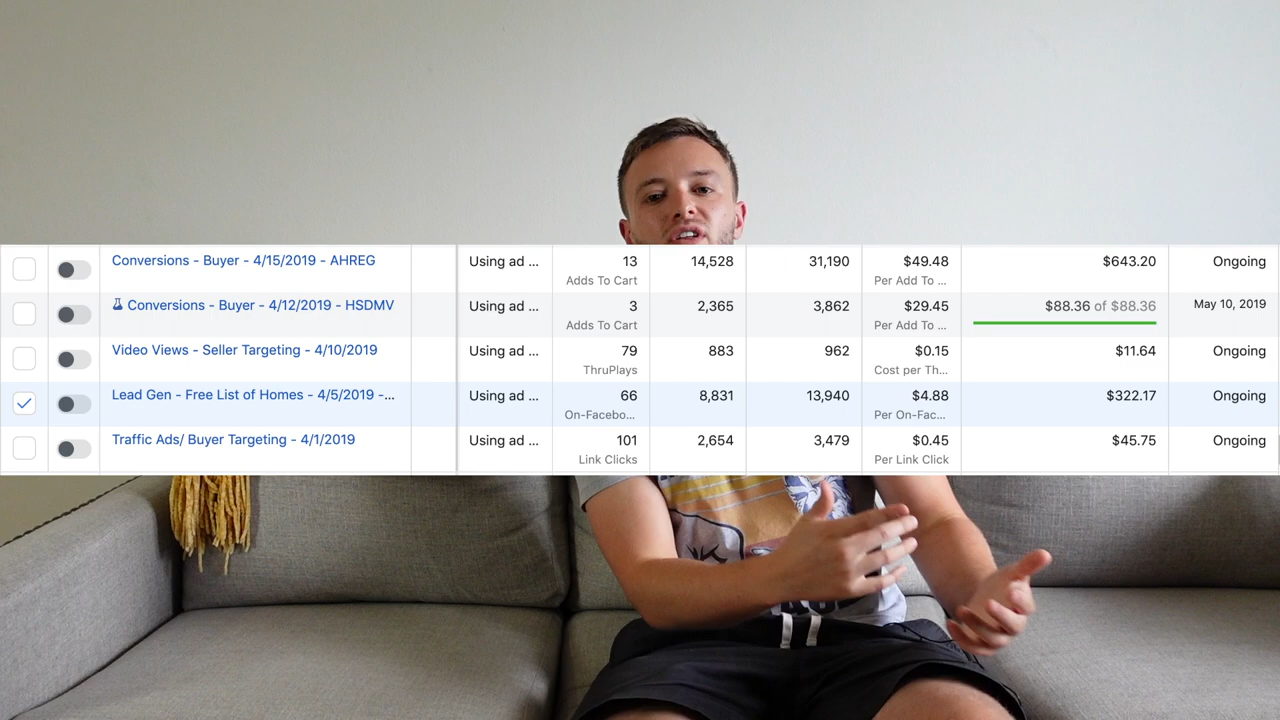 Conversions - Buyer - 4/15/2019 - AHREG Using ad ... 13 14,528 31,190 $49.48 $643.20 Ongoing
Adds To Cart Per Add To ...
Conversions - Buyer - 4/12/2019 - HSDMV Using ad ... 3 2,365 3,862 $29.45 $88.36 of $88.36 May 10, 2019
Adds To Cart Per Add To ...
Video Views - Seller Targeting - 4/10/2019 Using ad ... 79 883 962 $0.15 $11.64 Ongoing
ThruPlays Cost per Th...
Lead Gen - Free List of Homes - 4/5/2019 -... Using ad ... 66 8,831 13,940 $4.88 $322.17 Ongoing
On-Facebo... Per On-Fac...
Traffic Ads/ Buyer Targeting - 4/1/2019 Using ad ... 101 2,654 3,479 $0.45 $45.75 Ongoing
Link Clicks Per Link Click